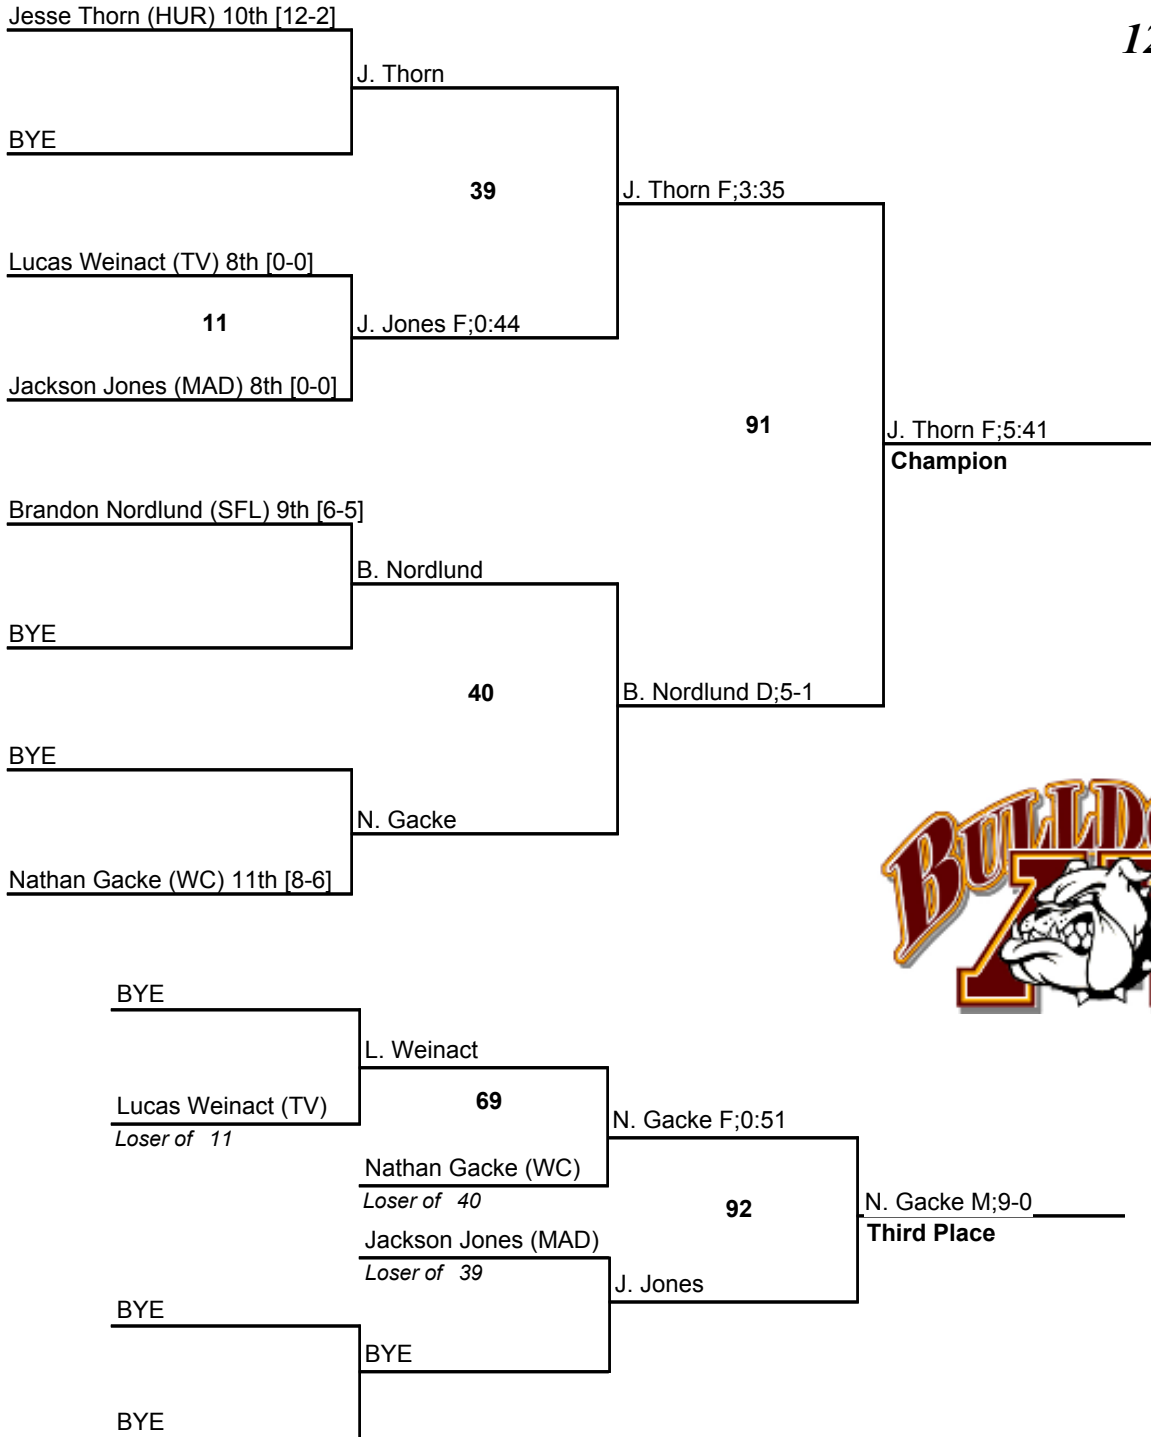 Jesse Thorn (HUR) 10th [12-2]
12
J. Thorn
BYE
39
J. Thorn F;3:35
Lucas Weinact (TV) 8th [0-0]
11
J. Jones F;0:44
Jackson Jones (MAD) 8th [0-0]
91
J. Thorn F;5:41
Champion
Brandon Nordlund (SFL) 9th [6-5]
B. Nordlund
BYE
40
B. Nordlund D;5-1
BYE
N. Gacke
Nathan Gacke (WC) 11th [8-6]
BYE
L. Weinact
Lucas Weinact (TV)
Loser of 11
69
N. Gacke F;0:51
Nathan Gacke (WC)
Loser of 40
92
N. Gacke M;9-0
Third Place
Jackson Jones (MAD)
Loser of 39
J. Jones
BYE
BYE
BYE